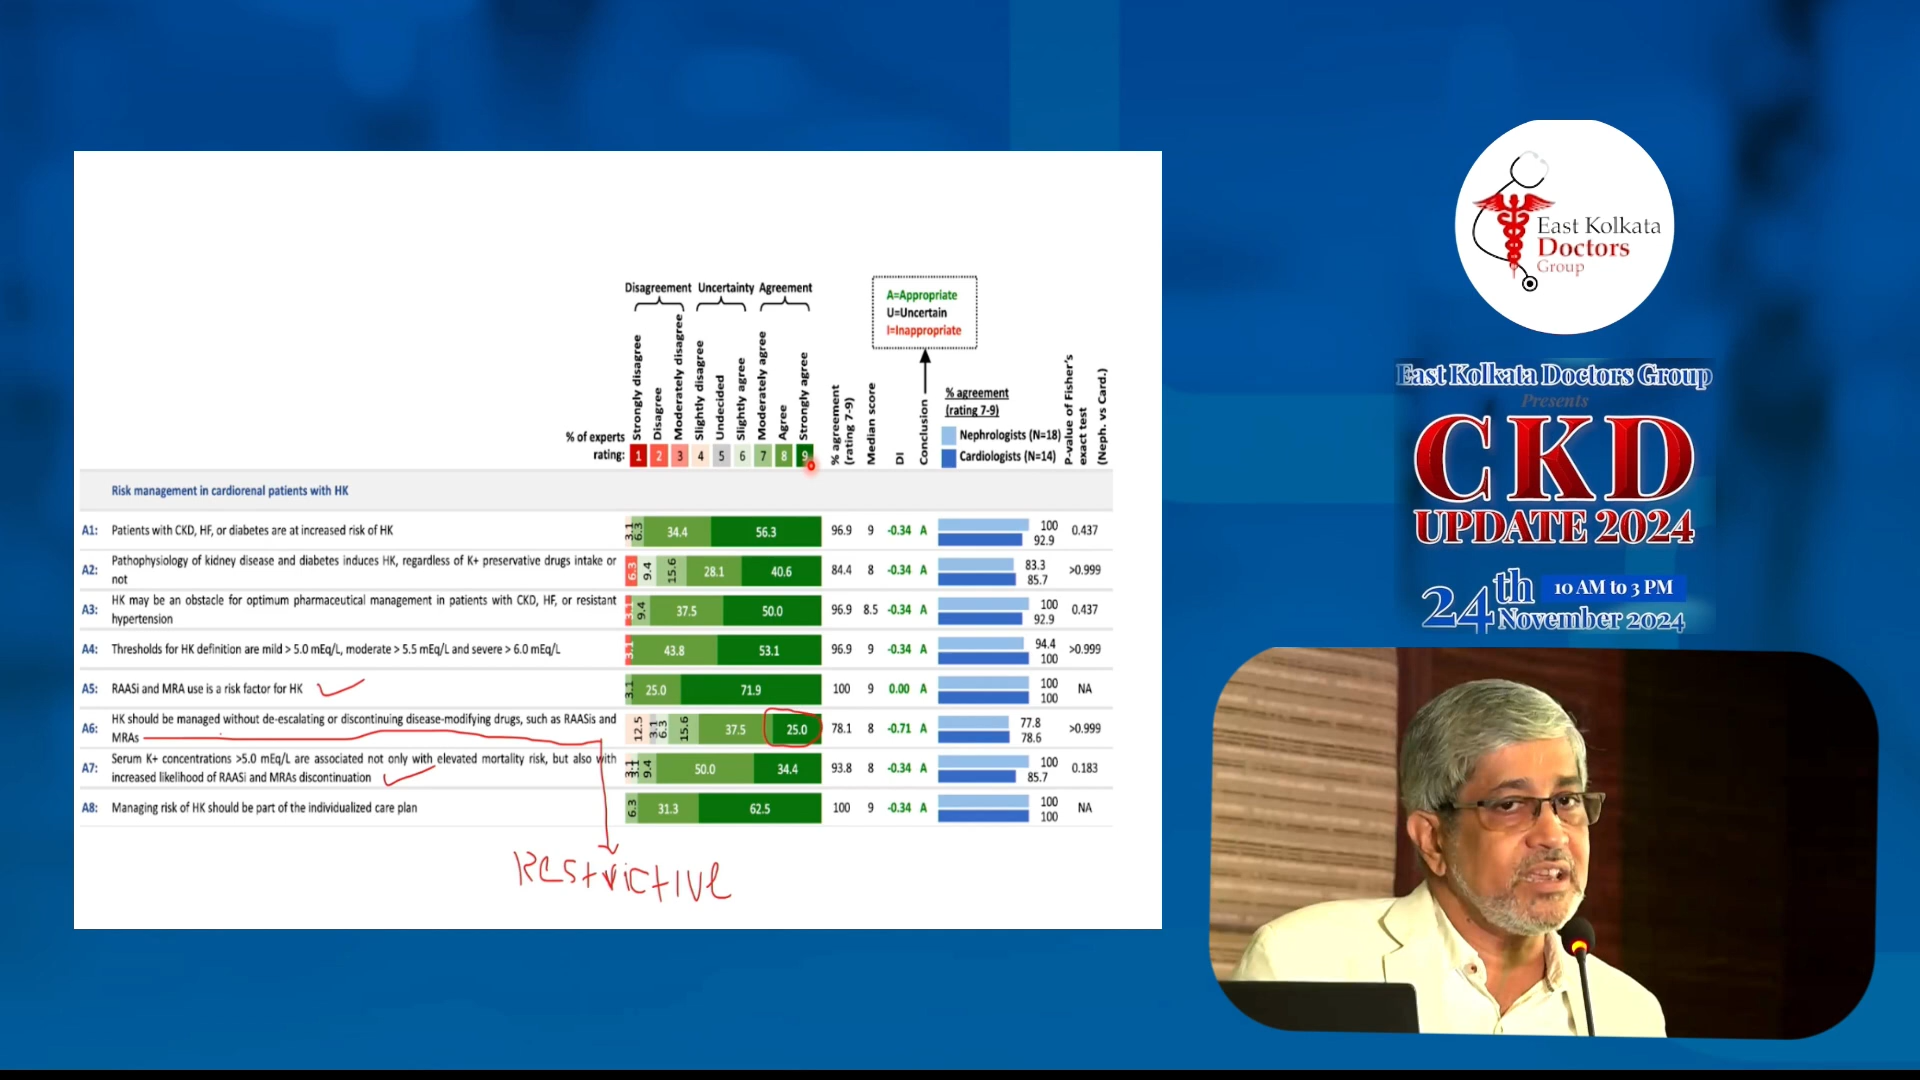 Disagreement Uncertainty Agreement
Strongly disagree
Disagree
Moderately disagree
Slightly disagree
Undecided
Slightly agree
Moderately agree
Agree
Strongly agree
% of experts
rating: 1 2 3 4 5 6 7 8 9
% agreement
(rating 7-9)
Median score
DI
Conclusion
A=Appropriate
U=Uncertain
I=Inappropriate
% agreement
(rating 7-9)
Nephrologists (N=18)
Cardiologists (N=14)
P-value of Fisher's
exact test
(Neph. vs Card.)
Risk management in cardiorenal patients with HK
A1: Patients with CKD, HF, or diabetes are at increased risk of HK 3.1 6.3 34.4 56.3 96.9 9 -0.34 A 100 92.9 0.437
A2: Pathophysiology of kidney disease and diabetes induces HK, regardless of K+ preservative drugs intake or
not 6.3 9.4 15.6 28.1 40.6 84.4 8 -0.34 A 83.3 85.7 >0.999
A3: HK may be an obstacle for optimum pharmaceutical management in patients with CKD, HF, or resistant
hypertension 3.1 9.4 37.5 50.0 96.9 8.5 -0.34 A 100 92.9 0.437
A4: Thresholds for HK definition are mild > 5.0 mEq/L, moderate > 5.5 mEq/L and severe > 6.0 mEq/L 3.1 43.8 53.1 96.9 9 -0.34 A 94.4 100 >0.999
A5: RAASi and MRA use is a risk factor for HK 3.1 25.0 71.9 100 9 0.00 A 100 100 NA
A6: HK should be managed without de-escalating or discontinuing disease-modifying drugs, such as RAASis and
MRAs 12.5 3.1 6.3 15.6 37.5 25.0 78.1 8 -0.71 A 77.8 78.6 >0.999
A7: Serum K+ concentrations >5.0 mEq/L are associated not only with elevated mortality risk, but also with
increased likelihood of RAASi and MRAs discontinuation 3.1 3.1 9.4 50.0 34.4 93.8 8 -0.34 A 100 85.7 0.183
A8: Managing risk of HK should be part of the individualized care plan 6.3 31.3 62.5 100 9 -0.34 A 100 100 NA
Restrictive
East Kolkata
Doctors
Group
East Kolkata Doctors Group
Presents
CKD
UPDATE 2024
24th 10 AM to 3 PM
November 2024